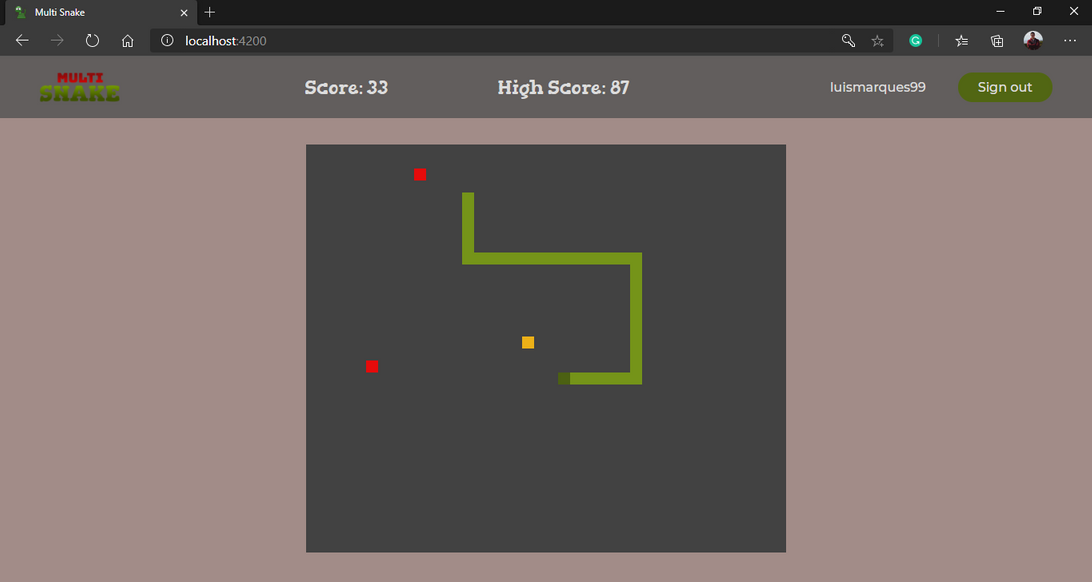 Multi Snake
localhost:4200
MULTI
SNAKE
Score: 33
High Score: 87
luismarques99
Sign out